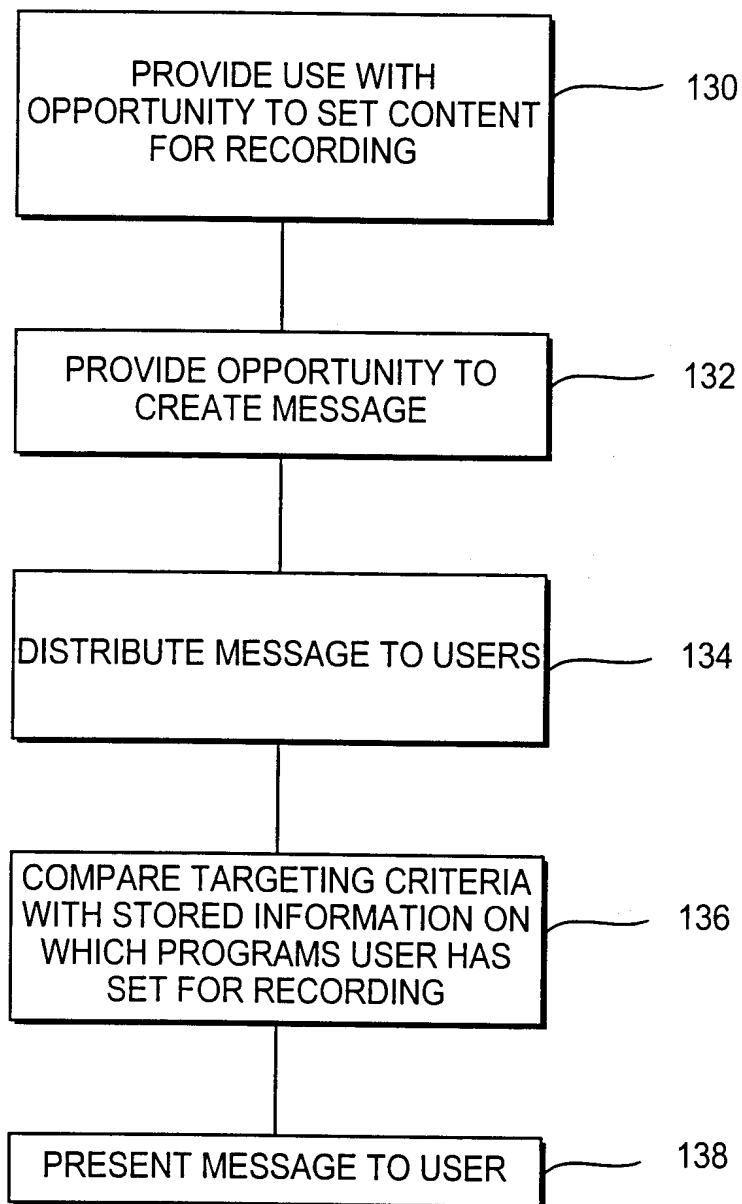 PROVIDE USE WITH
OPPORTUNITY TO SET CONTENT
FOR RECORDING
130
PROVIDE OPPORTUNITY TO
CREATE MESSAGE
132
DISTRIBUTE MESSAGE TO USERS
134
COMPARE TARGETING CRITERIA
WITH STORED INFORMATION ON
WHICH PROGRAMS USER HAS
SET FOR RECORDING
136
PRESENT MESSAGE TO USER
138